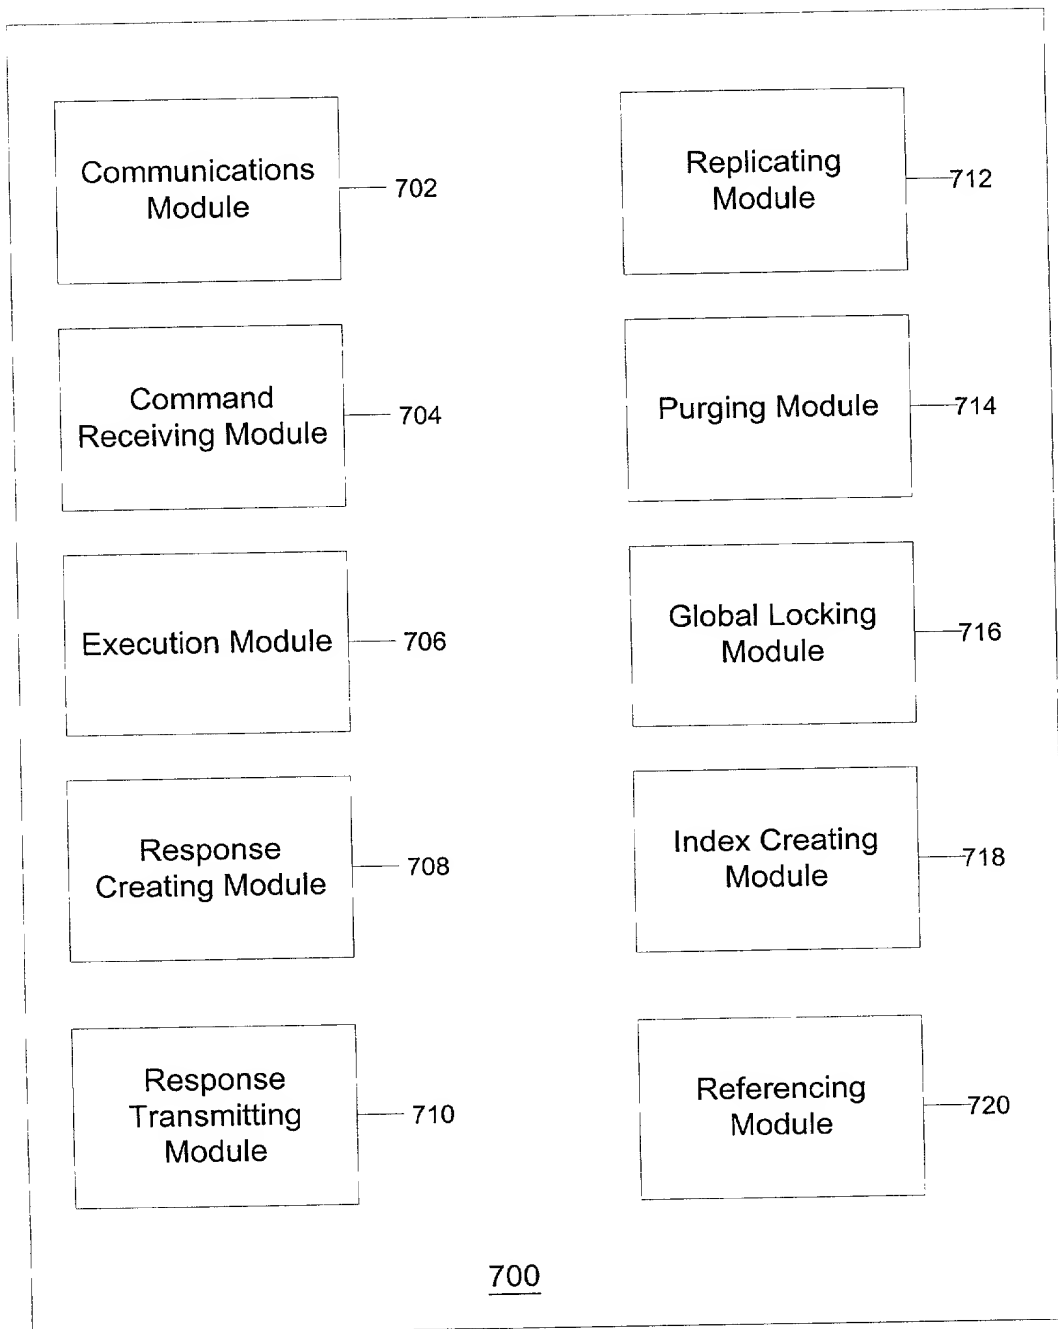 Communications
Module
702
Command
Receiving Module
704
Execution Module
706
Response
Creating Module
708
Response
Transmitting
Module
710
Replicating
Module
712
Purging Module
714
Global Locking
Module
716
Index Creating
Module
718
Referencing
Module
720
700